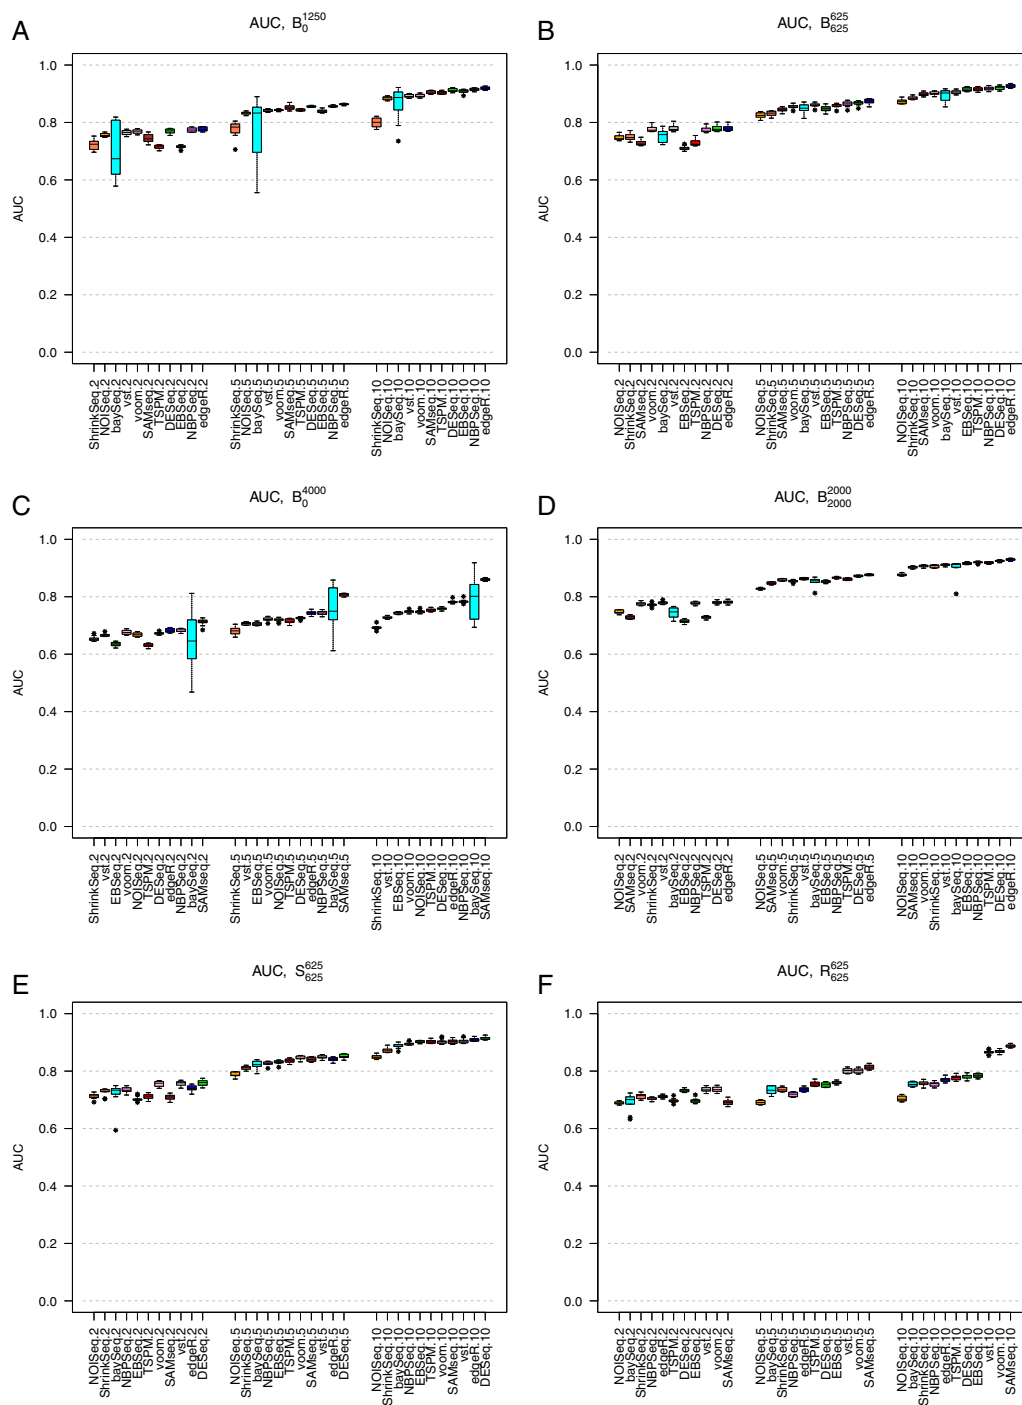 A
AUC, B₀¹²⁵⁰
AUC
1.0
0.8
0.6
0.4
0.2
0.0
ShrinkSeq.2
NOISeq.2
baySeq.2
vst.2
voom.2
SAMseq.2
TSPM.2
DESeq.2
EBSeq.2
NBPSeq.2
edgeR.2
ShrinkSeq.5
NOISeq.5
baySeq.5
vst.5
voom.5
SAMseq.5
TSPM.5
DESeq.5
EBSeq.5
NBPSeq.5
edgeR.5
ShrinkSeq.10
NOISeq.10
baySeq.10
vst.10
voom.10
SAMseq.10
TSPM.10
DESeq.10
EBSeq.10
NBPSeq.10
edgeR.10
B
AUC, B₆₂₅⁶²⁵
AUC
1.0
0.8
0.6
0.4
0.2
0.0
NOISeq.2
ShrinkSeq.2
SAMseq.2
voom.2
baySeq.2
vst.2
EBSeq.2
TSPM.2
NBPSeq.2
DESeq.2
edgeR.2
NOISeq.5
ShrinkSeq.5
SAMseq.5
voom.5
baySeq.5
vst.5
EBSeq.5
TSPM.5
NBPSeq.5
DESeq.5
edgeR.5
NOISeq.10
ShrinkSeq.10
SAMseq.10
voom.10
baySeq.10
vst.10
EBSeq.10
TSPM.10
NBPSeq.10
DESeq.10
edgeR.10
C
AUC, B₀⁴⁰⁰⁰
AUC
1.0
0.8
0.6
0.4
0.2
0.0
ShrinkSeq.2
vst.2
EBSeq.2
voom.2
NOISeq.2
TSPM.2
DESeq.2
edgeR.2
NBPSeq.2
baySeq.2
SAMseq.2
ShrinkSeq.5
vst.5
EBSeq.5
voom.5
NOISeq.5
TSPM.5
DESeq.5
edgeR.5
NBPSeq.5
baySeq.5
SAMseq.5
ShrinkSeq.10
vst.10
EBSeq.10
voom.10
NOISeq.10
TSPM.10
DESeq.10
edgeR.10
NBPSeq.10
baySeq.10
SAMseq.10
D
AUC, B₂₀₀₀²⁰⁰⁰
AUC
1.0
0.8
0.6
0.4
0.2
0.0
NOISeq.2
SAMseq.2
voom.2
ShrinkSeq.2
vst.2
baySeq.2
EBSeq.2
NBPSeq.2
TSPM.2
DESeq.2
edgeR.2
NOISeq.5
SAMseq.5
voom.5
ShrinkSeq.5
vst.5
baySeq.5
EBSeq.5
NBPSeq.5
TSPM.5
DESeq.5
edgeR.5
NOISeq.10
SAMseq.10
voom.10
ShrinkSeq.10
vst.10
baySeq.10
EBSeq.10
NBPSeq.10
TSPM.10
DESeq.10
edgeR.10
E
AUC, S₆₂₅⁶²⁵
AUC
1.0
0.8
0.6
0.4
0.2
0.0
NOISeq.2
ShrinkSeq.2
baySeq.2
NBPSeq.2
EBSeq.2
TSPM.2
voom.2
SAMseq.2
vst.2
edgeR.2
DESeq.2
NOISeq.5
ShrinkSeq.5
baySeq.5
NBPSeq.5
EBSeq.5
TSPM.5
voom.5
SAMseq.5
vst.5
edgeR.5
DESeq.5
NOISeq.10
ShrinkSeq.10
baySeq.10
NBPSeq.10
EBSeq.10
TSPM.10
voom.10
SAMseq.10
vst.10
edgeR.10
DESeq.10
F
AUC, R₆₂₅⁶²⁵
AUC
1.0
0.8
0.6
0.4
0.2
0.0
NOISeq.2
baySeq.2
ShrinkSeq.2
NBPSeq.2
edgeR.2
TSPM.2
DESeq.2
EBSeq.2
vst.2
voom.2
SAMseq.2
NOISeq.5
baySeq.5
ShrinkSeq.5
NBPSeq.5
edgeR.5
TSPM.5
DESeq.5
EBSeq.5
vst.5
voom.5
SAMseq.5
NOISeq.10
baySeq.10
ShrinkSeq.10
NBPSeq.10
edgeR.10
TSPM.10
DESeq.10
EBSeq.10
vst.10
voom.10
SAMseq.10